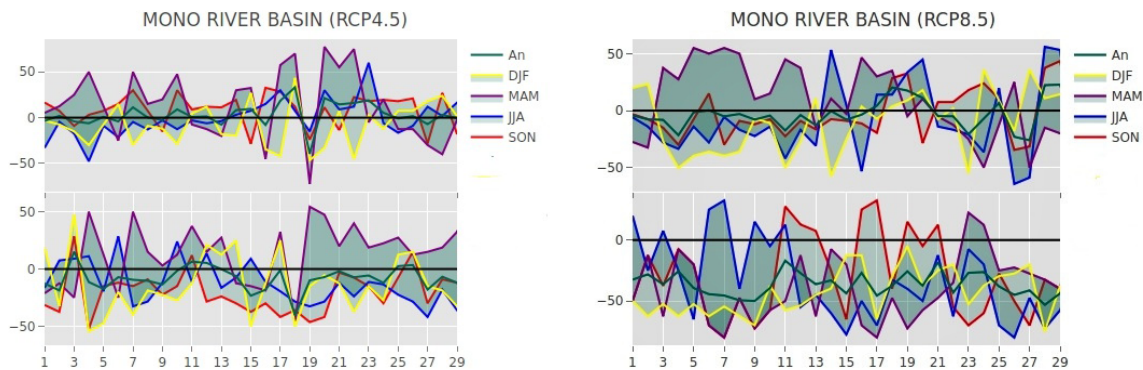 MONO RIVER BASIN (RCP4.5)
50
0
−50
An
DJF
MAM
JJA
SON
50
0
−50
1 3 5 7 9 11 13 15 17 19 21 23 25 27 29
MONO RIVER BASIN (RCP8.5)
50
0
−50
An
DJF
MAM
JJA
SON
0
−50
1 3 5 7 9 11 13 15 17 19 21 23 25 27 29